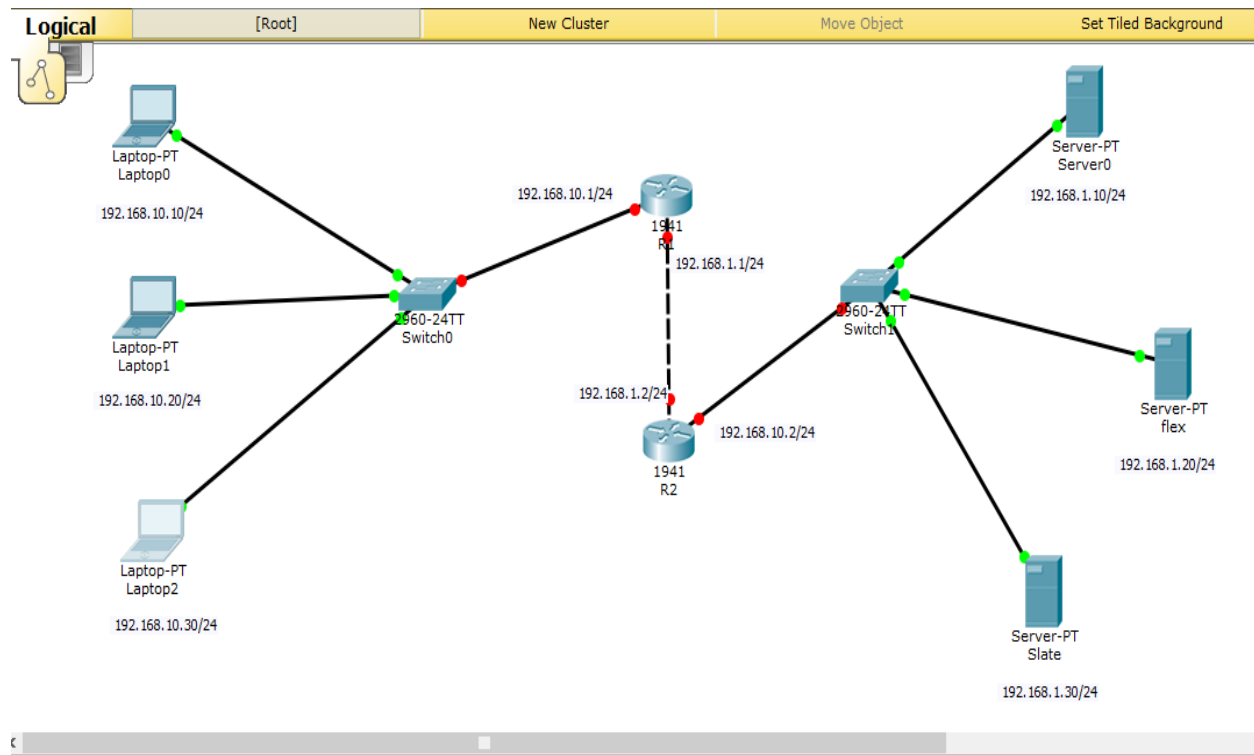 Logical
[Root]
New Cluster
Move Object
Set Tiled Background
Laptop-PT
Laptop0
192.168.10.10/24
Laptop-PT
Laptop1
192.168.10.20/24
Laptop-PT
Laptop2
192.168.10.30/24
2960-24TT
Switch0
192.168.10.1/24
1941
R1
192.168.1.1/24
192.168.1.2/24
192.168.10.2/24
1941
R2
2960-24TT
Switch1
Server-PT
Server0
192.168.1.10/24
Server-PT
flex
192.168.1.20/24
Server-PT
Slate
192.168.1.30/24